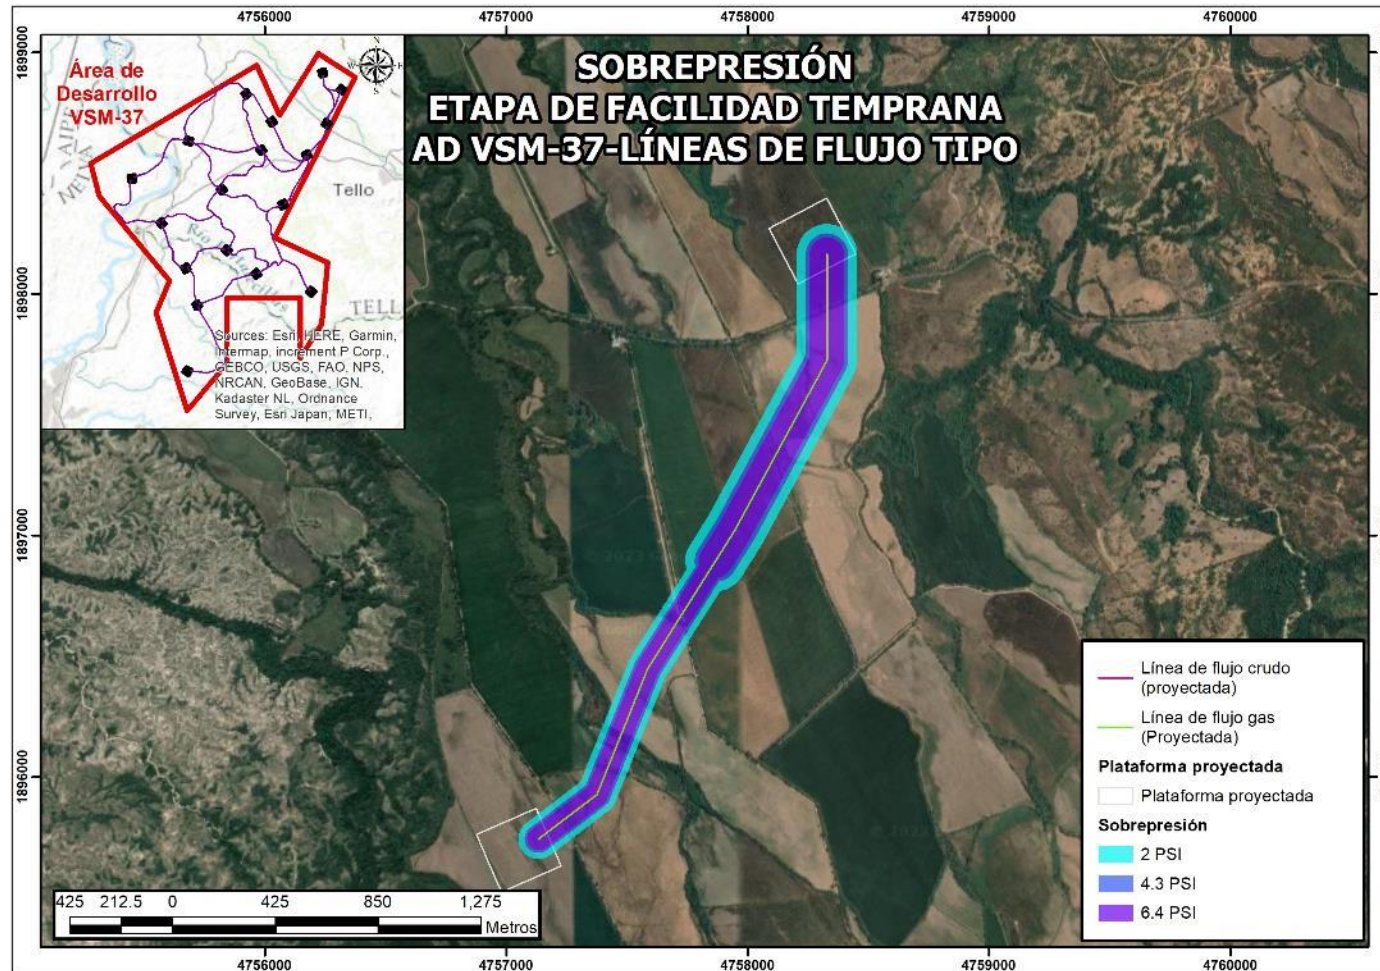 4756000
4757000
4758000
4759000
4760000
1899000
1898000
1897000
1896000
SOBREPRESIÓN
ETAPA DE FACILIDAD TEMPRANA
AD VSM-37-LÍNEAS DE FLUJO TIPO
Área de
Desarrollo
VSM-37
YAIPE
NEIVA
Tello
TELL
Río
Sources: Esri, HERE, Garmin,
Intermap, increment P Corp.,
GEBCO, USGS, FAO, NPS,
NRCAN, GeoBase, IGN,
Kadaster NL, Ordnance
Survey, Esri Japan, METI,
Línea de flujo crudo
(proyectada)
Línea de flujo gas
(Proyectada)
Plataforma proyectada
Plataforma proyectada
Sobrepresión
2 PSI
4.3 PSI
6.4 PSI
425 212.5 0 425 850 1,275
Metros
4756000
4757000
4758000
4759000
4760000